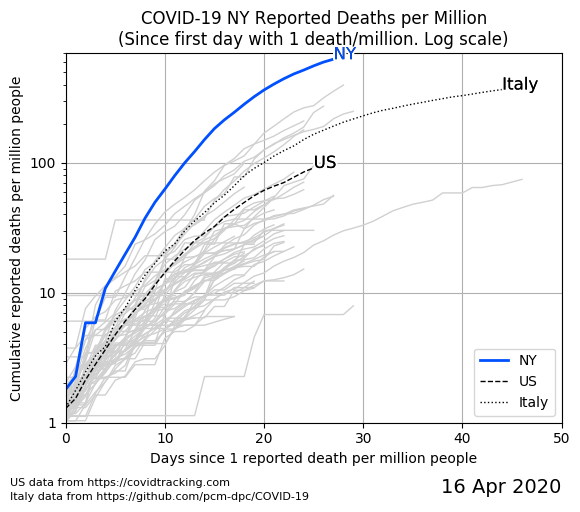 COVID-19 NY Reported Deaths per Million
(Since first day with 1 death/million. Log scale)
NY
Italy
US
100
10
1
Cumulative reported deaths per million people
0 10 20 30 40 50
Days since 1 reported death per million people
NY
US
Italy
US data from https://covidtracking.com
Italy data from https://github.com/pcm-dpc/COVID-19
16 Apr 2020